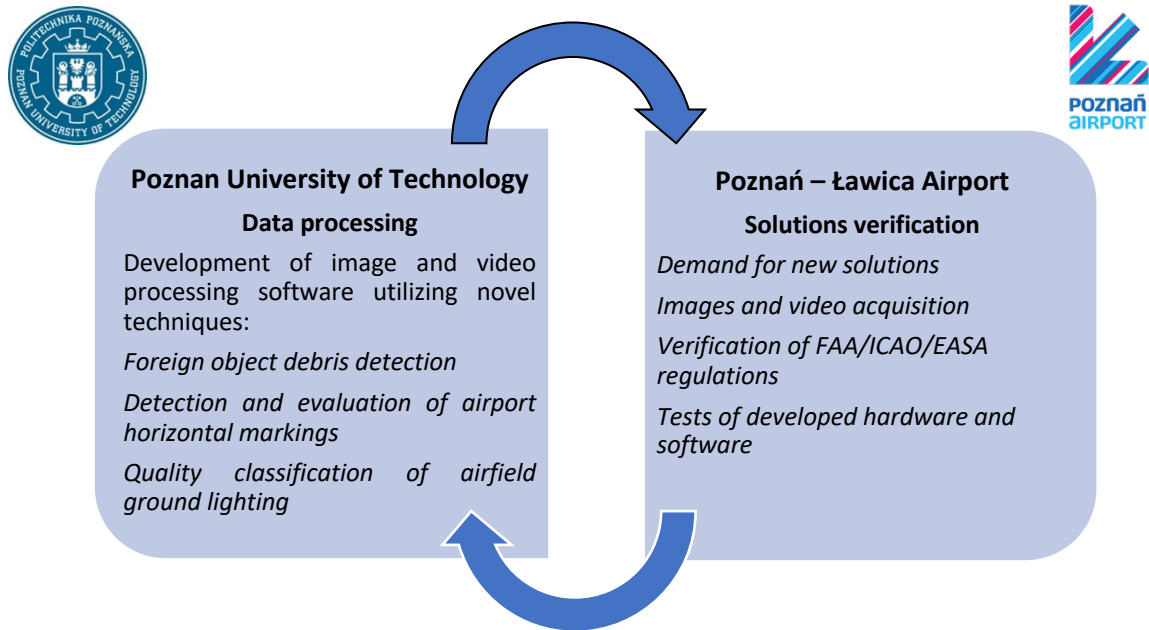 POLITECHNIKA POZNAŃSKA
POZNAN UNIVERSITY OF TECHNOLOGY
POZNAŃ
AIRPORT
Poznan University of Technology
Data processing
Development of image and video
processing software utilizing novel
techniques:
Foreign object debris detection
Detection and evaluation of airport
horizontal markings
Quality classification of airfield
ground lighting
Poznań – Ławica Airport
Solutions verification
Demand for new solutions
Images and video acquisition
Verification of FAA/ICAO/EASA
regulations
Tests of developed hardware and
software